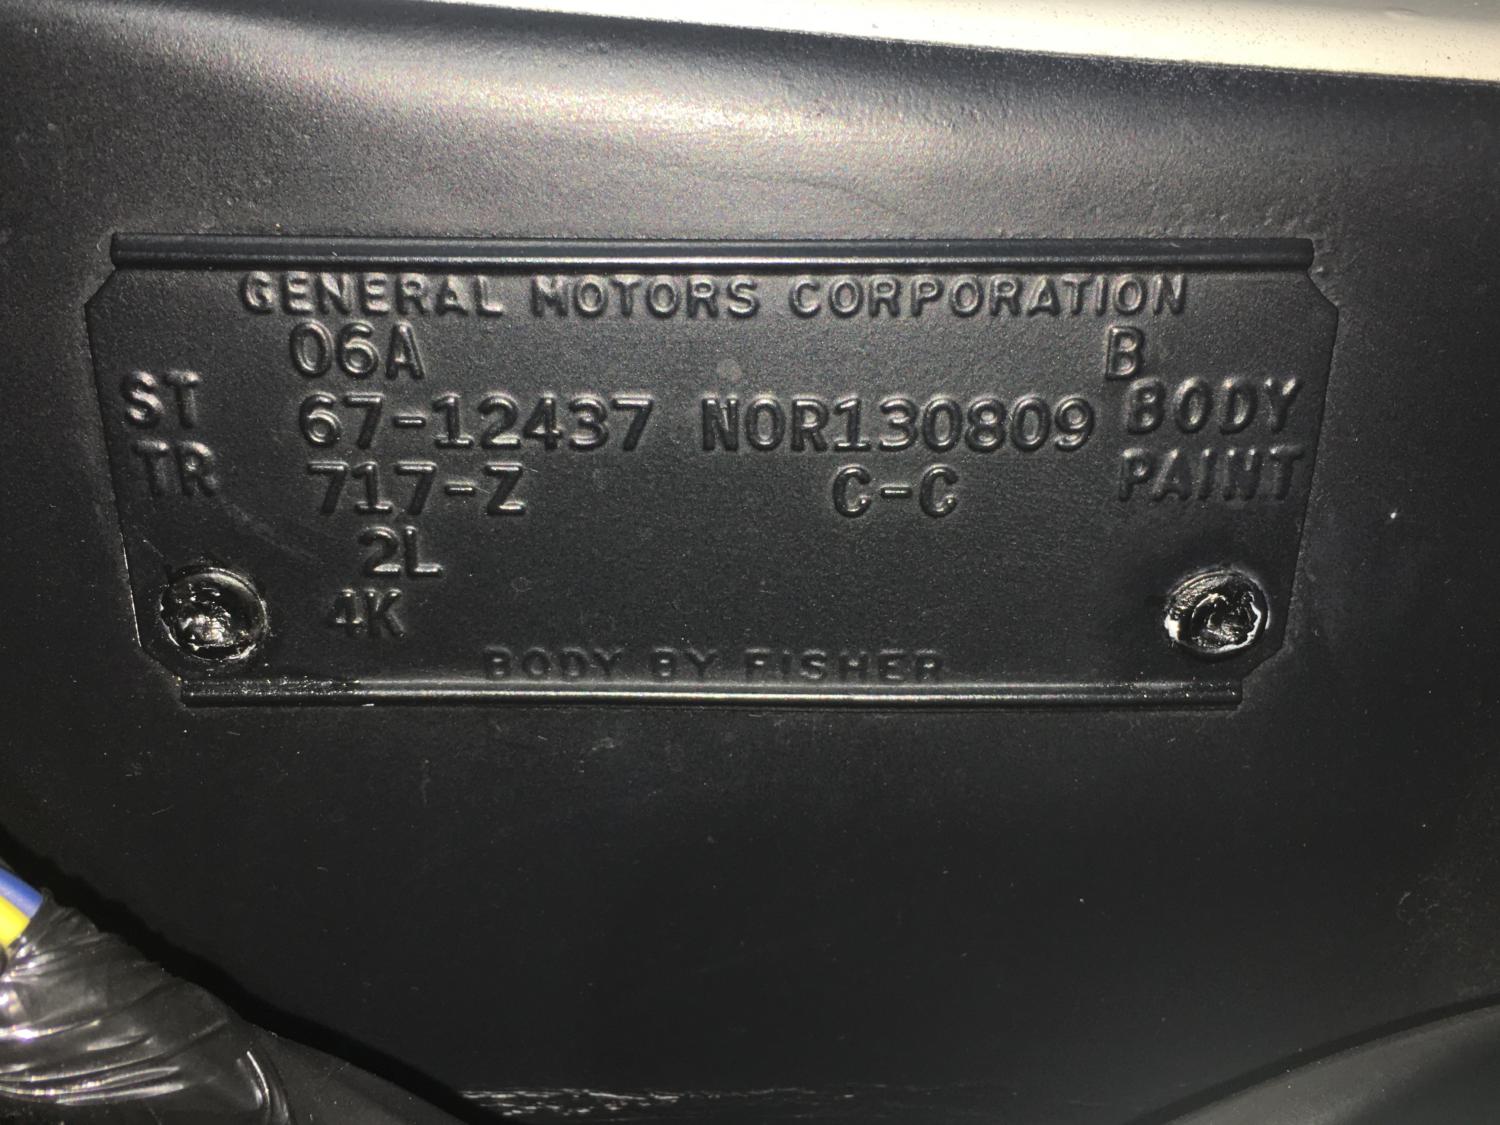 GENERAL MOTORS CORPORATION
06A B
ST 67-12437 NOR130809 BODY
TR 717-Z C-C PAINT
2L
4K
BODY BY FISHER